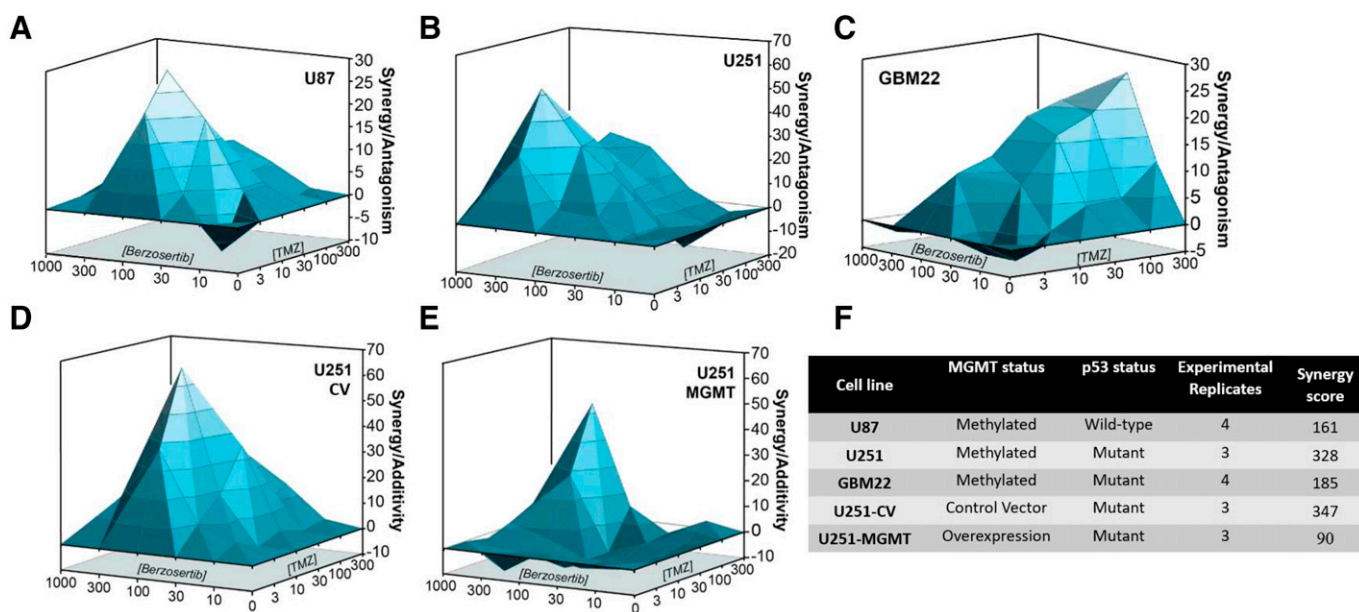 A
U87
30
25
20
15
10
5
0
-5
-10
Synergy/Antagonism
[Berzosertib]
[TMZ]
1000 300 100 30 10 0
3 10 30 100 300
B
U251
70
60
50
40
30
20
10
0
-10
-20
Synergy/Antagonism
[Berzosertib]
[TMZ]
1000 300 100 30 10 0
3 10 30 100 300
C
GBM22
30
25
20
15
10
5
0
-5
Synergy/Antagonism
[Berzosertib]
[TMZ]
1000 300 100 30 10 0
3 10 30 100 300
D
U251
CV
70
60
50
40
30
20
10
0
-10
Synergy/Additivity
[Berzosertib]
[TMZ]
1000 300 100 30 10 0
3 10 30 100 300
E
U251
MGMT
70
60
50
40
30
20
10
0
-10
Synergy/Additivity
[Berzosertib]
[TMZ]
1000 300 100 30 10 0
3 10 30 100 300
F
Cell line MGMT status p53 status Experimental Replicates Synergy score
U87 Methylated Wild-type 4 161
U251 Methylated Mutant 3 328
GBM22 Methylated Mutant 4 185
U251-CV Control Vector Mutant 3 347
U251-MGMT Overexpression Mutant 3 90